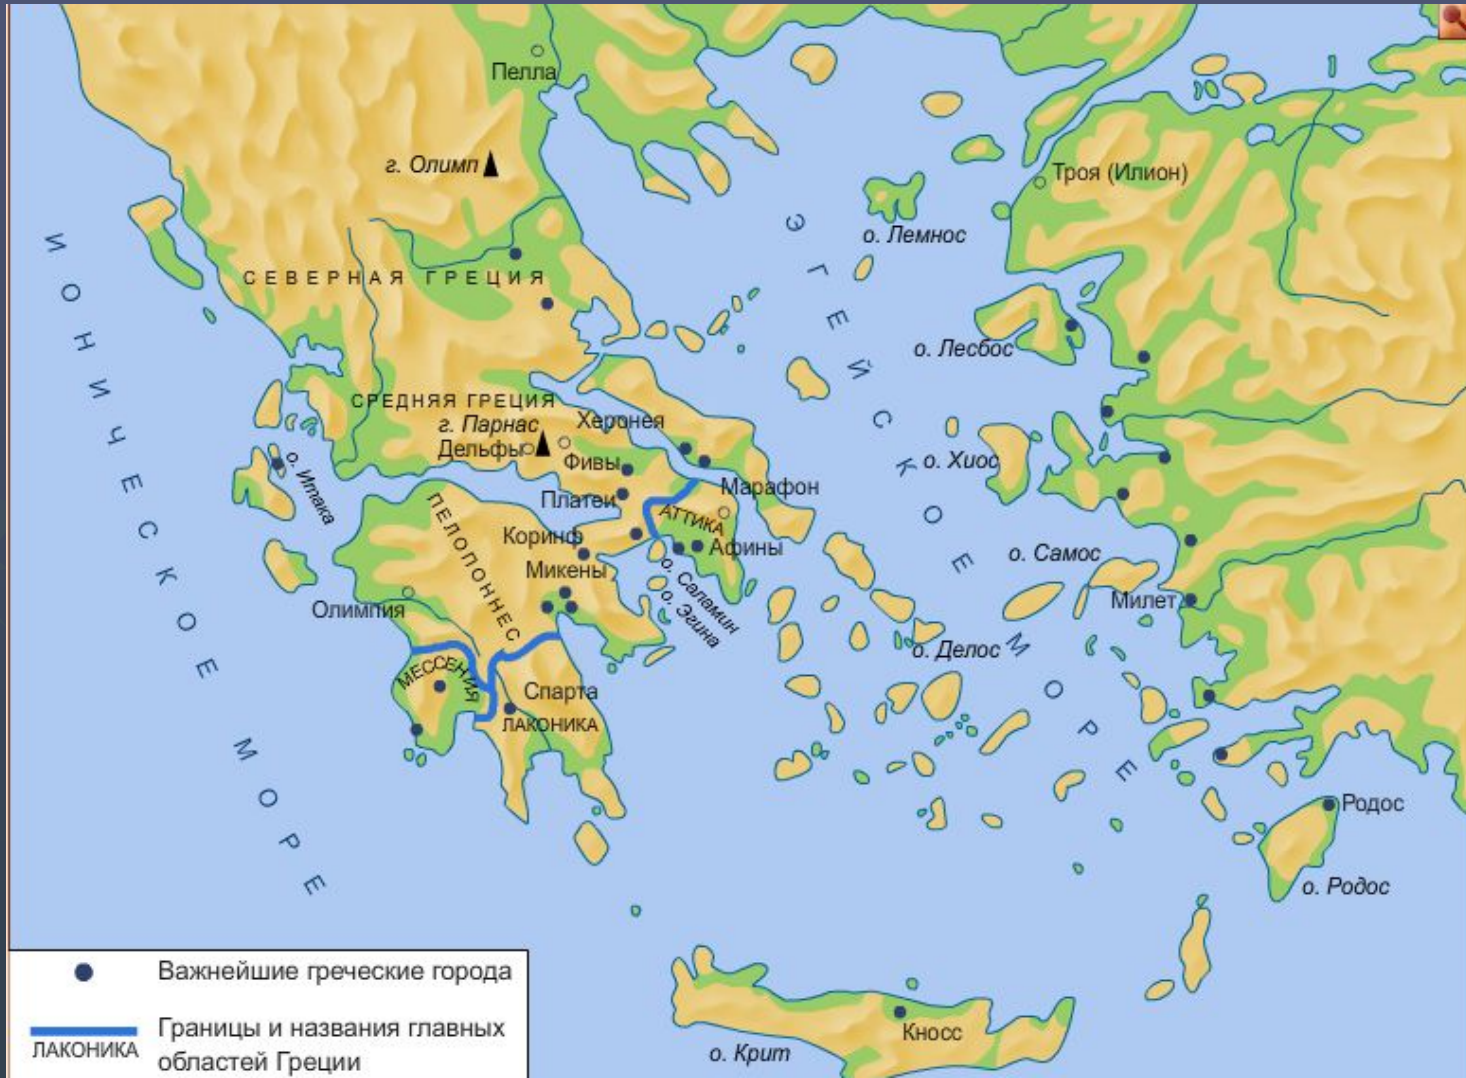 Пелла
г. Олимп
Троя (Илион)
о. Лемнос
ЭГЕЙСКОЕ МОРЕ
ИОНИЧЕСКОЕ МОРЕ
СЕВЕРНАЯ ГРЕЦИЯ
о. Лесбос
СРЕДНЯЯ ГРЕЦИЯ
г. Парнас
Херонея
Дельфы
Фивы
о. Хиос
о. Итака
Марафон
Платеи
АТТИКА
ПЕЛОПОННЕС
Коринф
Афины
о. Самос
Микены
о. Саламин
о. Эгина
Олимпия
Милет
о. Делос
МЕССЕНИЯ
Спарта
ЛАКОНИКА
Родос
о. Родос
Кносс
о. Крит
Важнейшие греческие города
Границы и названия главных
ЛАКОНИКА
областей Греции